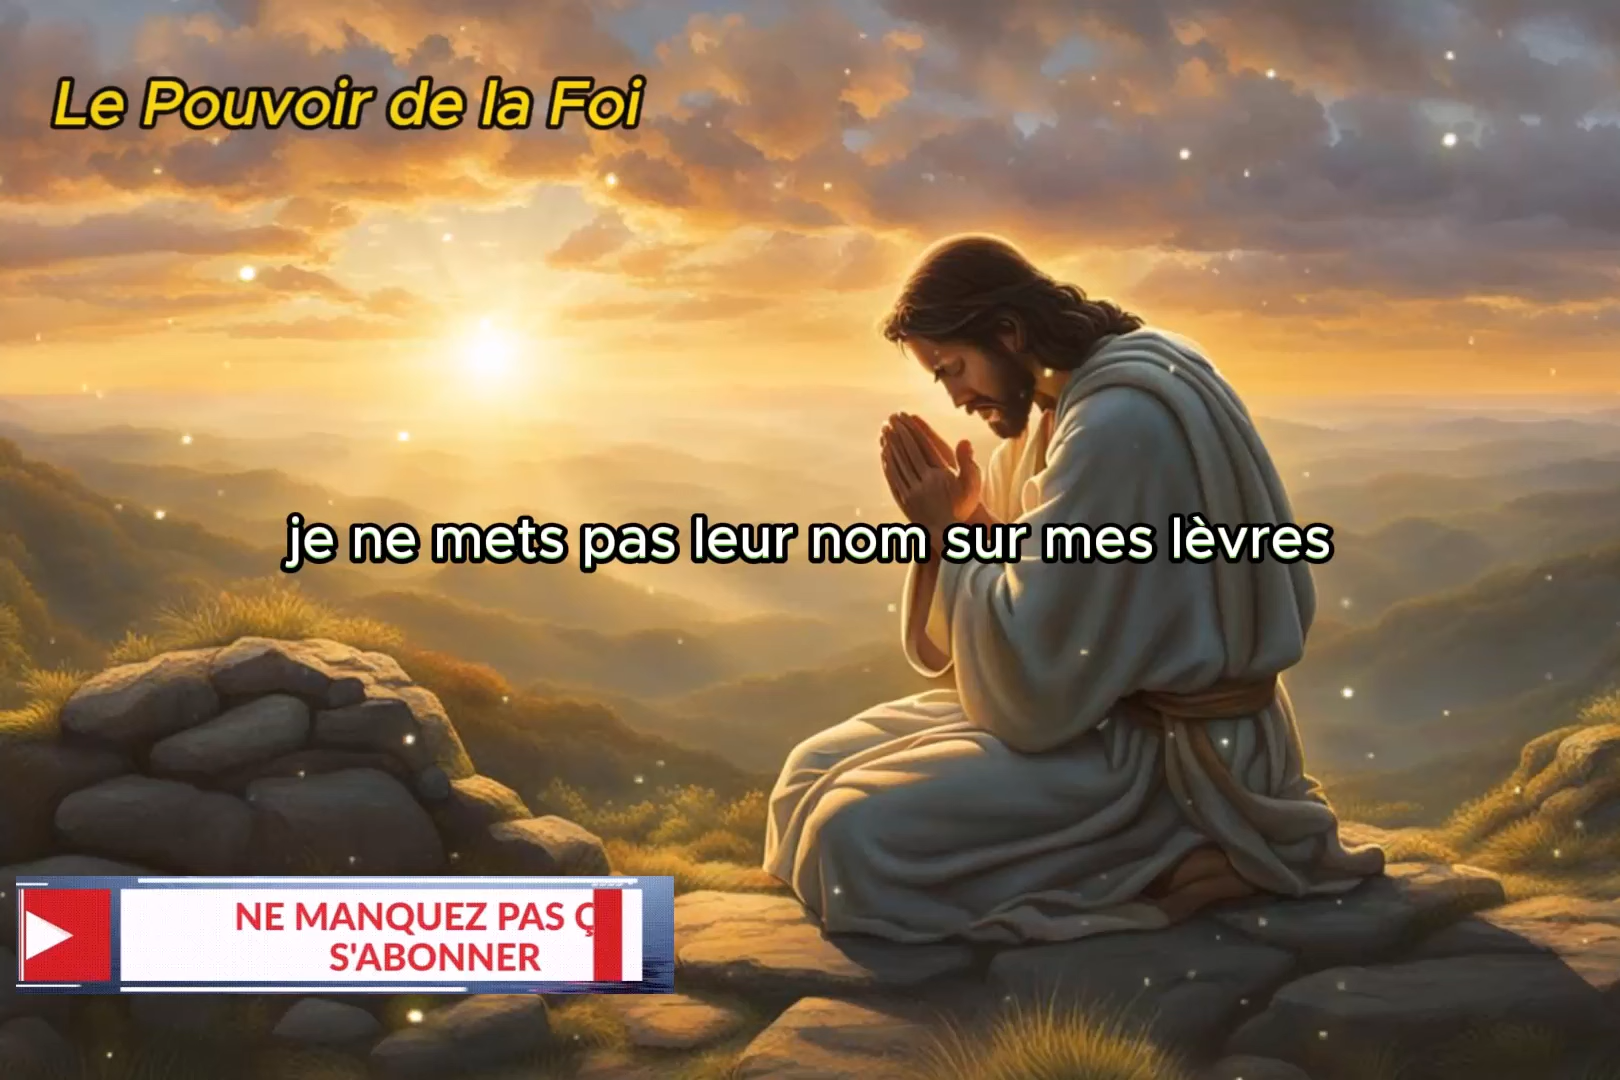 Le Pouvoir de la Foi
je ne mets pas leur nom sur mes lèvres
NE MANQUEZ PAS Ç
S'ABONNER